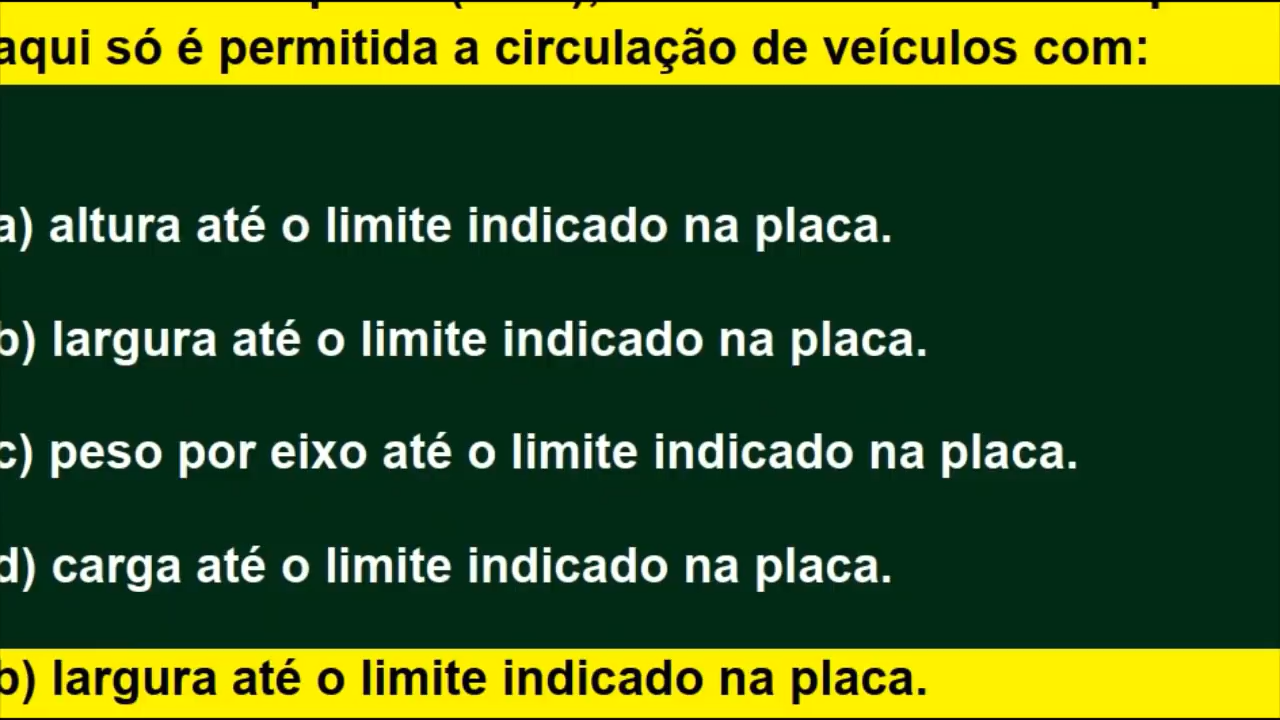 aqui só é permitida a circulação de veículos com:
a) altura até o limite indicado na placa.
b) largura até o limite indicado na placa.
c) peso por eixo até o limite indicado na placa.
d) carga até o limite indicado na placa.
b) largura até o limite indicado na placa.